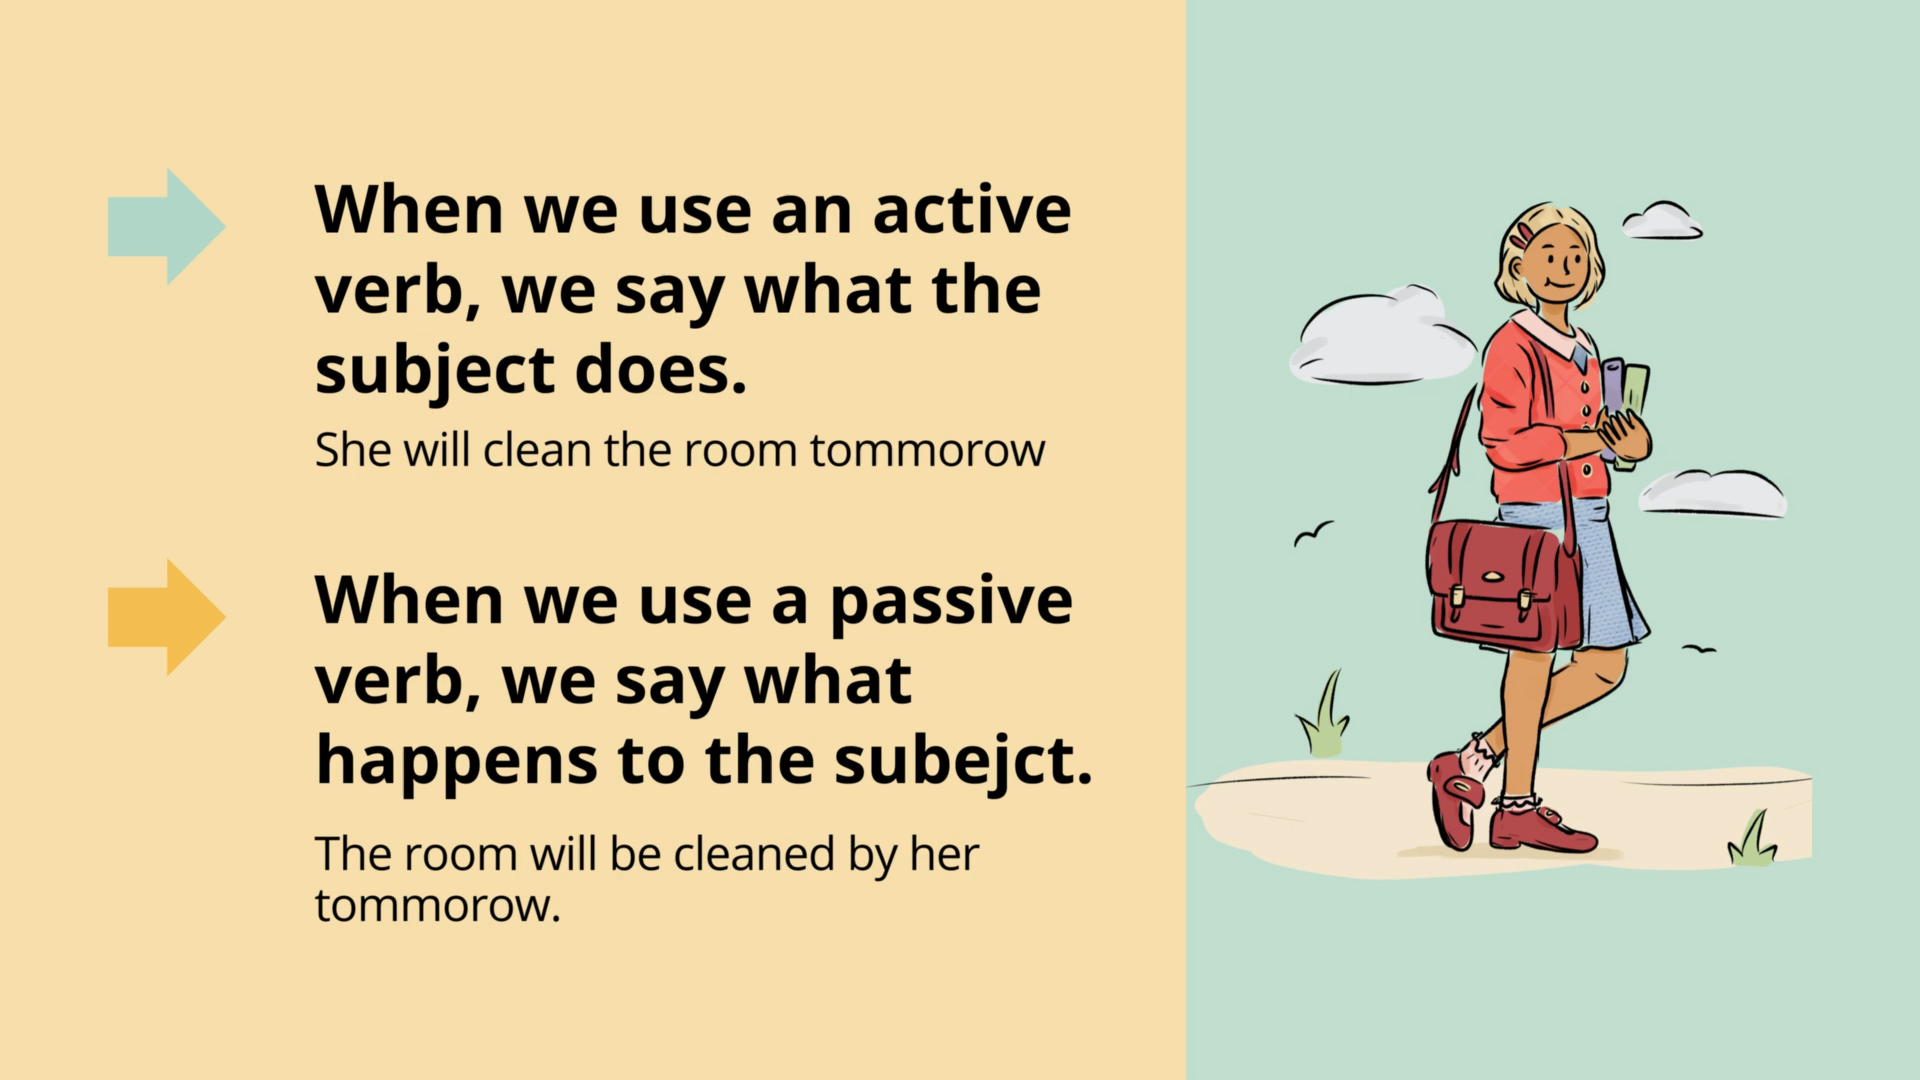 When we use an active
verb, we say what the
subject does.
She will clean the room tommorow
When we use a passive
verb, we say what
happens to the subejct.
The room will be cleaned by her
tommorow.